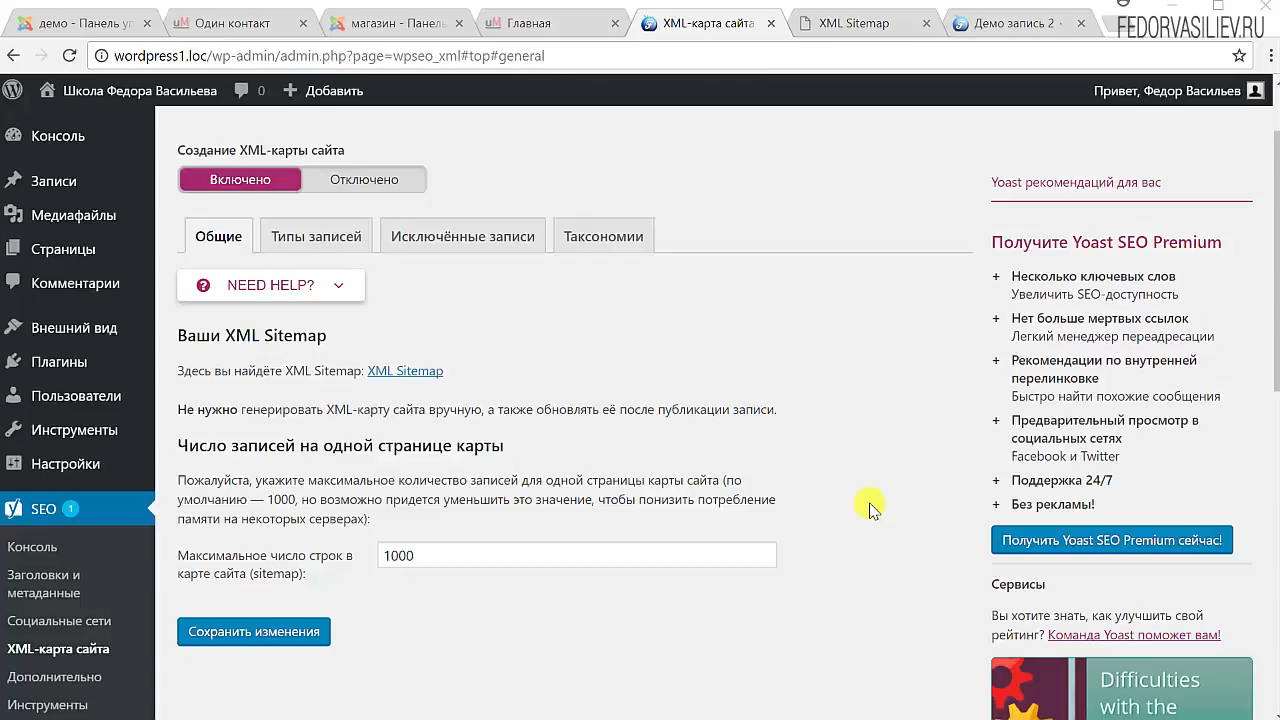 демо - Панель уп
Один контакт
магазин - Панель
Главная
XML-карта сайта
XML Sitemap
Демо запись 2 -
FEDORVASILIEV.RU
wordpress1.loc/wp-admin/admin.php?page=wpseo_xml#top#general
Школа Федора Васильева
0
Добавить
Привет, Федор Васильев
Консоль
Записи
Медиафайлы
Страницы
Комментарии
Внешний вид
Плагины
Пользователи
Инструменты
Настройки
SEO 1
Консоль
Заголовки и
метаданные
Социальные сети
XML-карта сайта
Дополнительно
Инструменты
Создание XML-карты сайта
Включено
Отключено
Общие
Типы записей
Исключённые записи
Таксономии
NEED HELP?
Ваши XML Sitemap
Здесь вы найдёте XML Sitemap: XML Sitemap
Не нужно генерировать XML-карту сайта вручную, а также обновлять её после публикации записи.
Число записей на одной странице карты
Пожалуйста, укажите максимальное количество записей для одной страницы карты сайта (по
умолчанию — 1000, но возможно придется уменьшить это значение, чтобы понизить потребление
памяти на некоторых серверах):
Максимальное число строк в
карте сайта (sitemap):
1000
Сохранить изменения
Yoast рекомендаций для вас
Получите Yoast SEO Premium
+ Несколько ключевых слов
Увеличить SEO-доступность
+ Нет больше мертвых ссылок
Легкий менеджер переадресации
+ Рекомендации по внутренней
перелинковке
Быстро найти похожие сообщения
+ Предварительный просмотр в
социальных сетях
Facebook и Twitter
+ Поддержка 24/7
+ Без рекламы!
Получить Yoast SEO Premium сейчас!
Сервисы
Вы хотите знать, как улучшить свой
рейтинг? Команда Yoast поможет вам!
Difficulties
with the